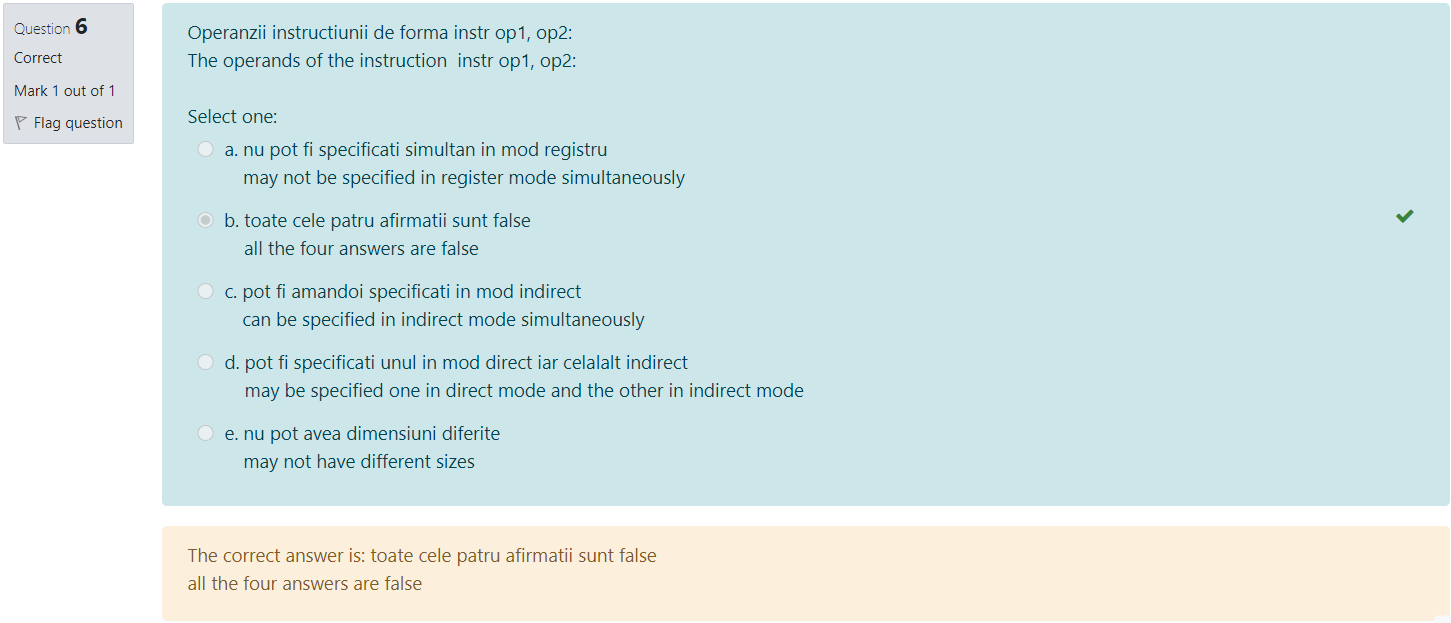 Question 6
Correct
Mark 1 out of 1
Flag question
Operanzii instructiunii de forma instr op1, op2:
The operands of the instruction instr op1, op2:
Select one:
a. nu pot fi specificati simultan in mod registru
may not be specified in register mode simultaneously
b. toate cele patru afirmatii sunt false
all the four answers are false
c. pot fi amandoi specificati in mod indirect
can be specified in indirect mode simultaneously
d. pot fi specificati unul in mod direct iar celalalt indirect
may be specified one in direct mode and the other in indirect mode
e. nu pot avea dimensiuni diferite
may not have different sizes
The correct answer is: toate cele patru afirmatii sunt false
all the four answers are false